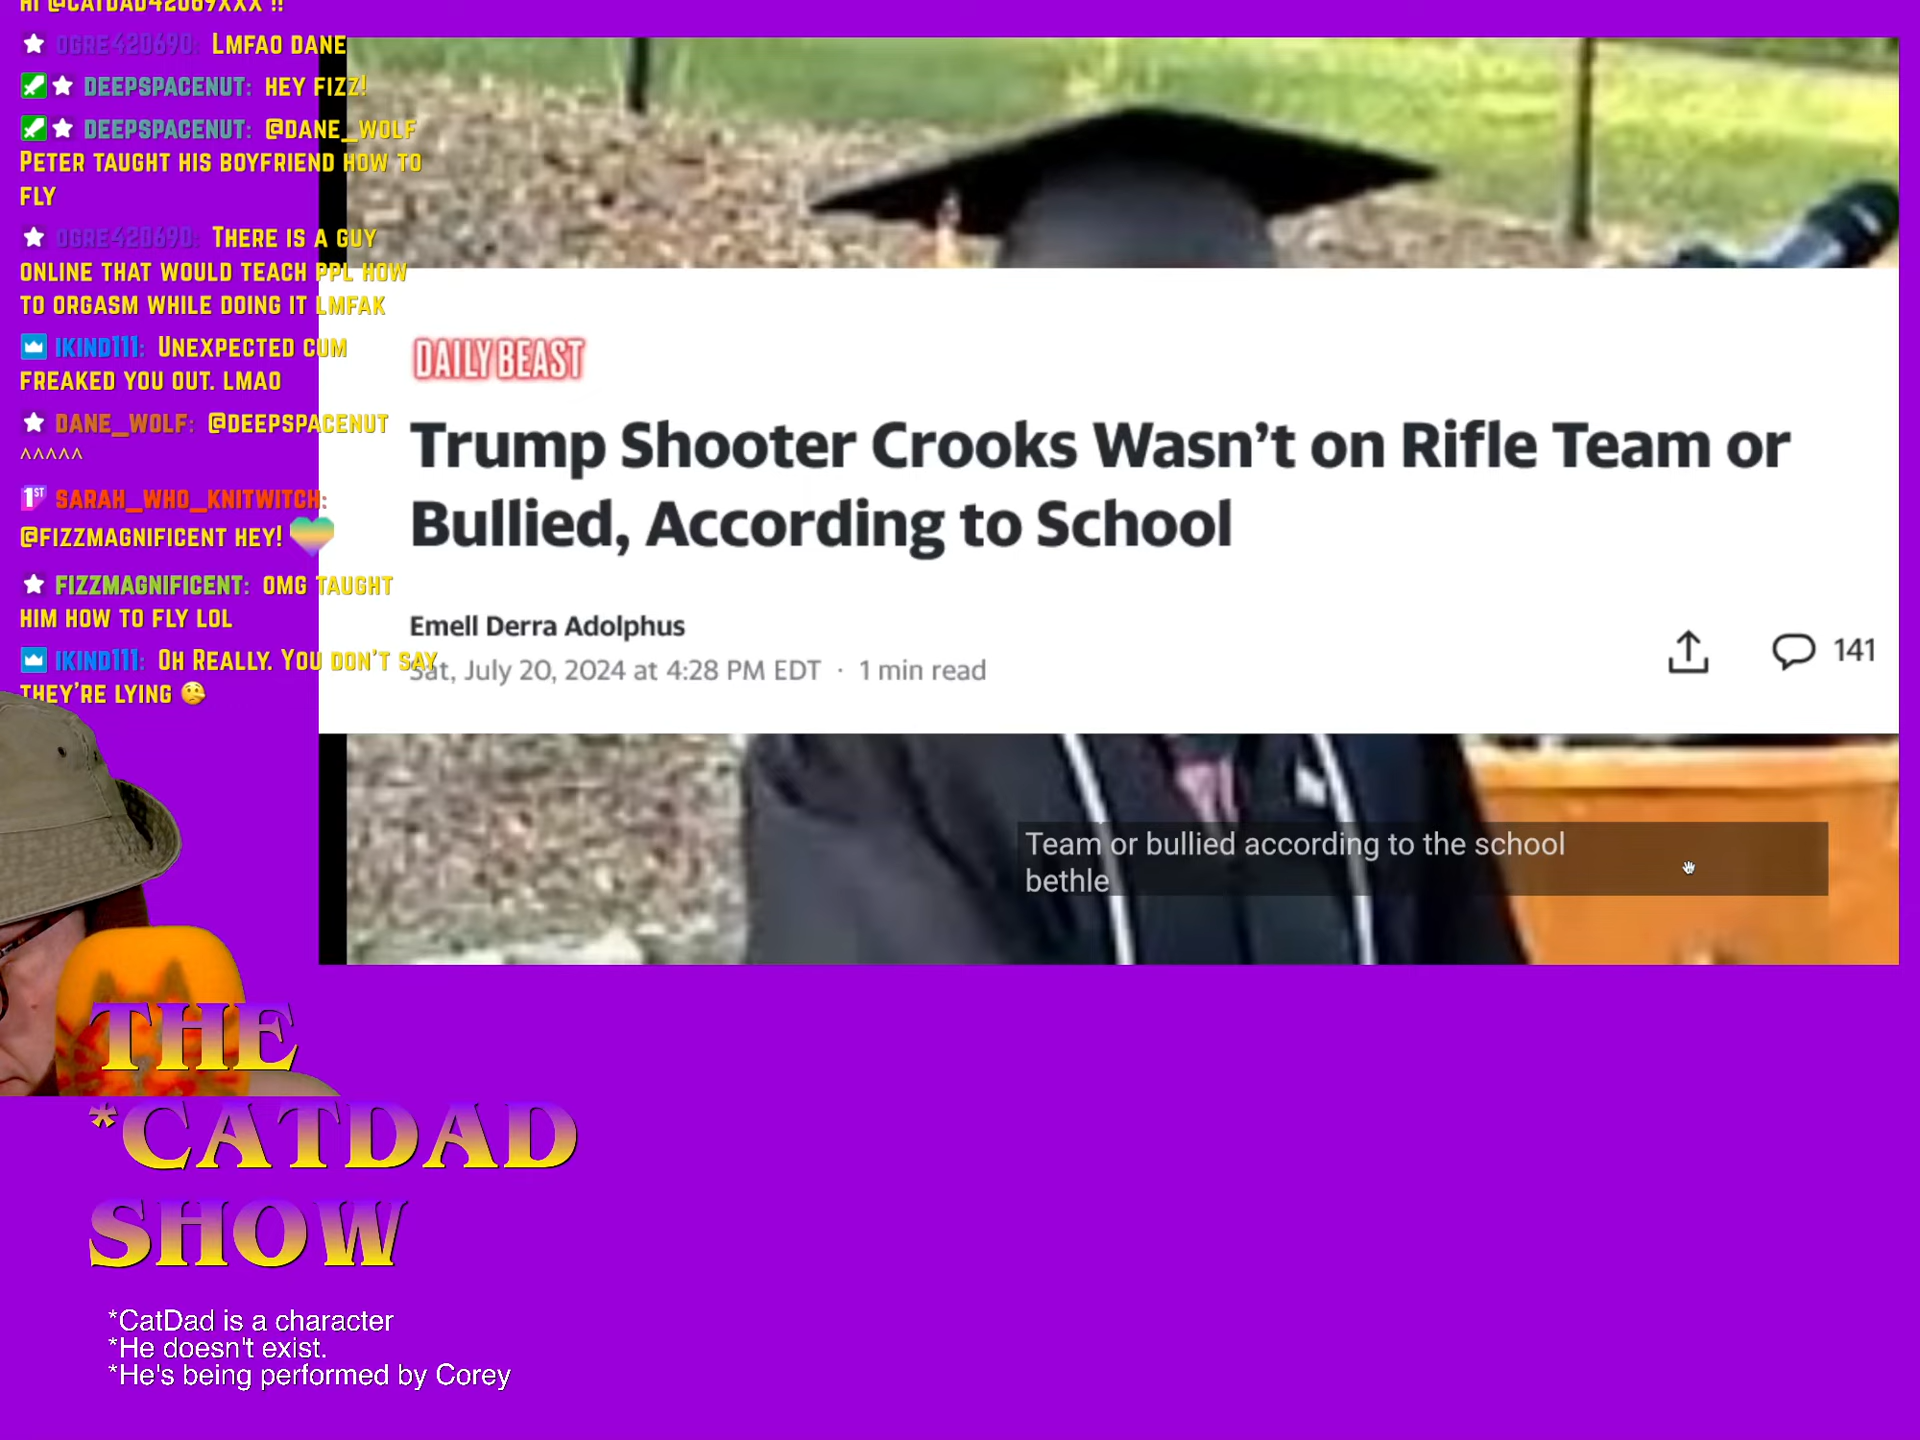 HI @CATDAD42069XXX !!
OGRE420690: LMFAO DANE
DEEPSPACENUT: HEY FIZZ!
DEEPSPACENUT: @DANE_WOLF
PETER TAUGHT HIS BOYFRIEND HOW TO
FLY
OGRE420690: THERE IS A GUY
ONLINE THAT WOULD TEACH PPL HOW
TO ORGASM WHILE DOING IT LMFAK
IKIND111: UNEXPECTED CUM
FREAKED YOU OUT. LMAO
DANE_WOLF: @DEEPSPACENUT
^^^^^
1ST SARAH_WHO_KNITWITCH:
@FIZZMAGNIFICENT HEY!
FIZZMAGNIFICENT: OMG TAUGHT
HIM HOW TO FLY LOL
IKIND111: OH REALLY. YOU DON'T SAY
THEY'RE LYING
DAILY BEAST
Trump Shooter Crooks Wasn't on Rifle Team or
Bullied, According to School
Emell Derra Adolphus
Sat, July 20, 2024 at 4:28 PM EDT · 1 min read
141
Team or bullied according to the school
bethle
THE
*CATDAD
SHOW
*CatDad is a character
*He doesn't exist.
*He's being performed by Corey